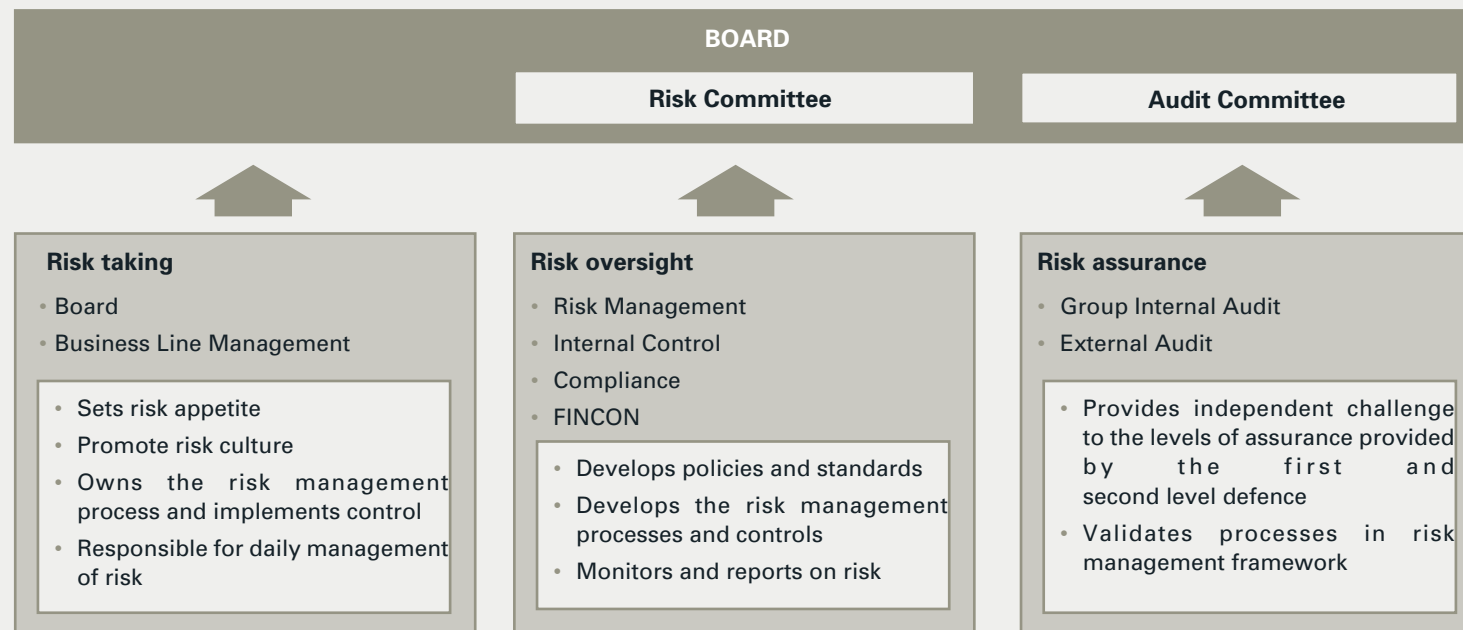 BOARD
Risk Committee
Audit Committee
Risk taking
• Board
• Business Line Management
• Sets risk appetite
• Promote risk culture
• Owns the risk management
process and implements control
• Responsible for daily management
of risk
Risk oversight
• Risk Management
• Internal Control
• Compliance
• FINCON
• Develops policies and standards
• Develops the risk management
processes and controls
• Monitors and reports on risk
Risk assurance
• Group Internal Audit
• External Audit
• Provides independent challenge
to the levels of assurance provided
by the first and
second level defence
• Validates processes in risk
management framework